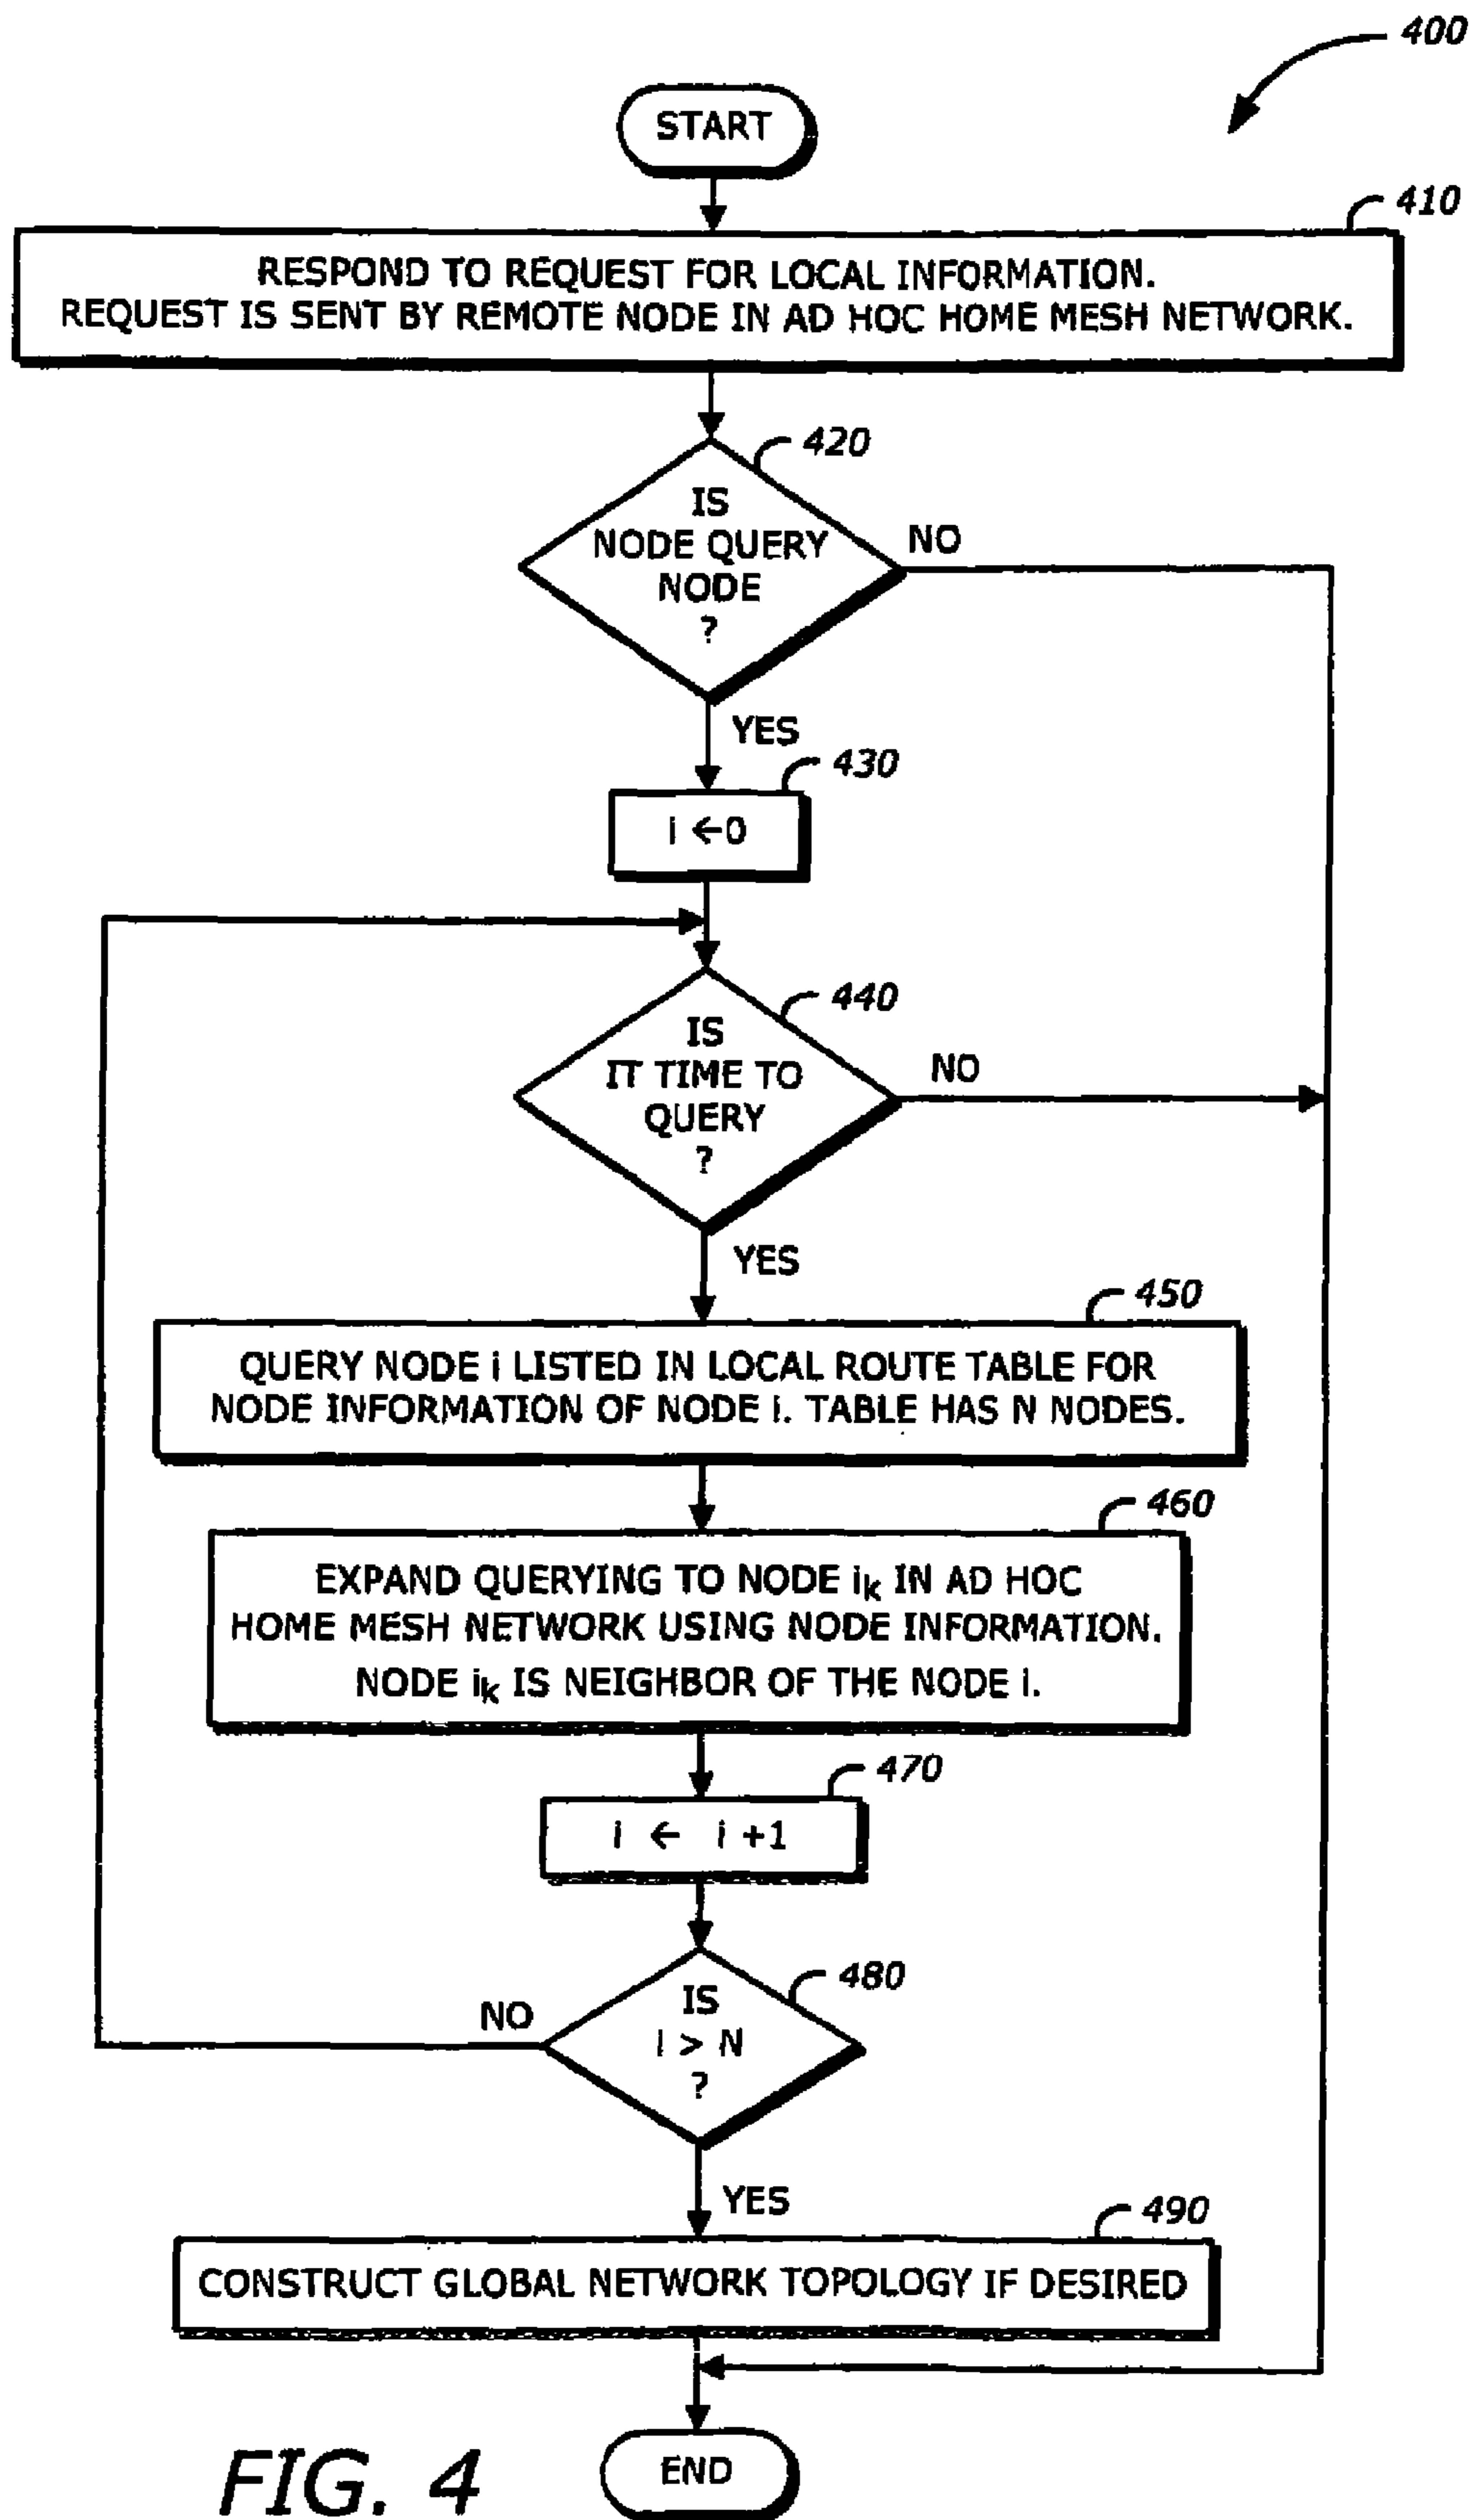 400
START
410
RESPOND TO REQUEST FOR LOCAL INFORMATION.
REQUEST IS SENT BY REMOTE NODE IN AD HOC HOME MESH NETWORK.
420
IS
NODE QUERY
NODE
?
NO
YES
430
i ←0
440
IS
IT TIME TO
QUERY
?
NO
YES
450
QUERY NODE i LISTED IN LOCAL ROUTE TABLE FOR
NODE INFORMATION OF NODE i. TABLE HAS N NODES.
460
EXPAND QUERYING TO NODE ik IN AD HOC
HOME MESH NETWORK USING NODE INFORMATION.
NODE ik IS NEIGHBOR OF THE NODE i.
470
i ← i +1
480
IS
i > N
?
NO
YES
490
CONSTRUCT GLOBAL NETWORK TOPOLOGY IF DESIRED
END
FIG. 4